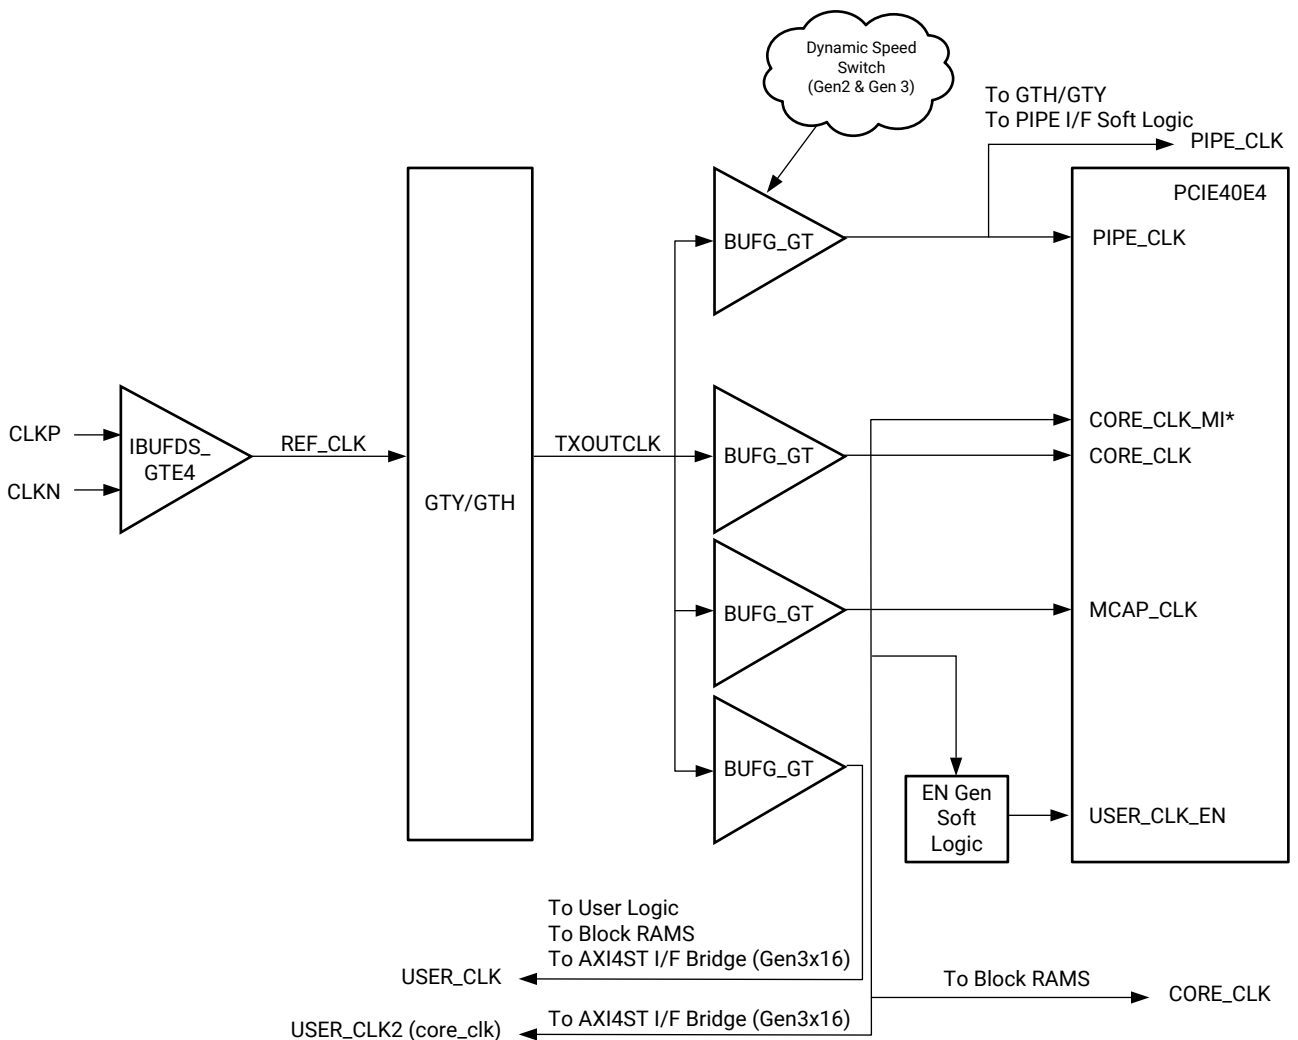 Dynamic Speed
Switch
(Gen2 & Gen 3)
To GTH/GTY
To PIPE I/F Soft Logic
PIPE_CLK
PCIE40E4
BUFG_GT
PIPE_CLK
CLKP
CLKN
IBUFDS_
GTE4
REF_CLK
GTY/GTH
TXOUTCLK
BUFG_GT
CORE_CLK_MI*
CORE_CLK
BUFG_GT
MCAP_CLK
BUFG_GT
EN Gen
Soft
Logic
USER_CLK_EN
To User Logic
To Block RAMS
To AXI4ST I/F Bridge (Gen3x16)
USER_CLK
To Block RAMS
CORE_CLK
To AXI4ST I/F Bridge (Gen3x16)
USER_CLK2 (core_clk)